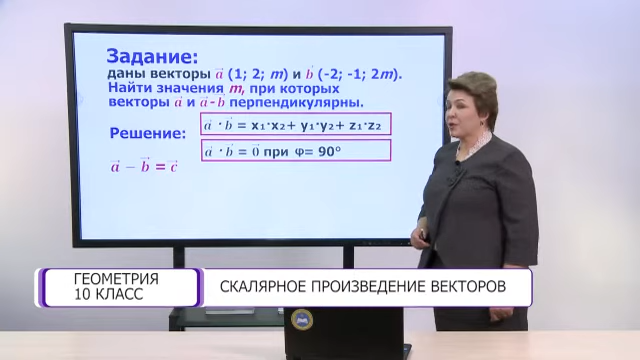 Задание:
даны векторы a⃗ (1; 2; m) и b⃗ (-2; -1; 2m).
Найти значения m, при которых
векторы a⃗ и a⃗-b⃗ перпендикулярны.
Решение:
a⃗ · b⃗ = x₁·x₂+ y₁·y₂+ z₁·z₂
a⃗ · b⃗ = 0⃗ при φ= 90°
a⃗ − b⃗ = c⃗
ГЕОМЕТРИЯ
10 КЛАСС
СКАЛЯРНОЕ ПРОИЗВЕДЕНИЕ ВЕКТОРОВ